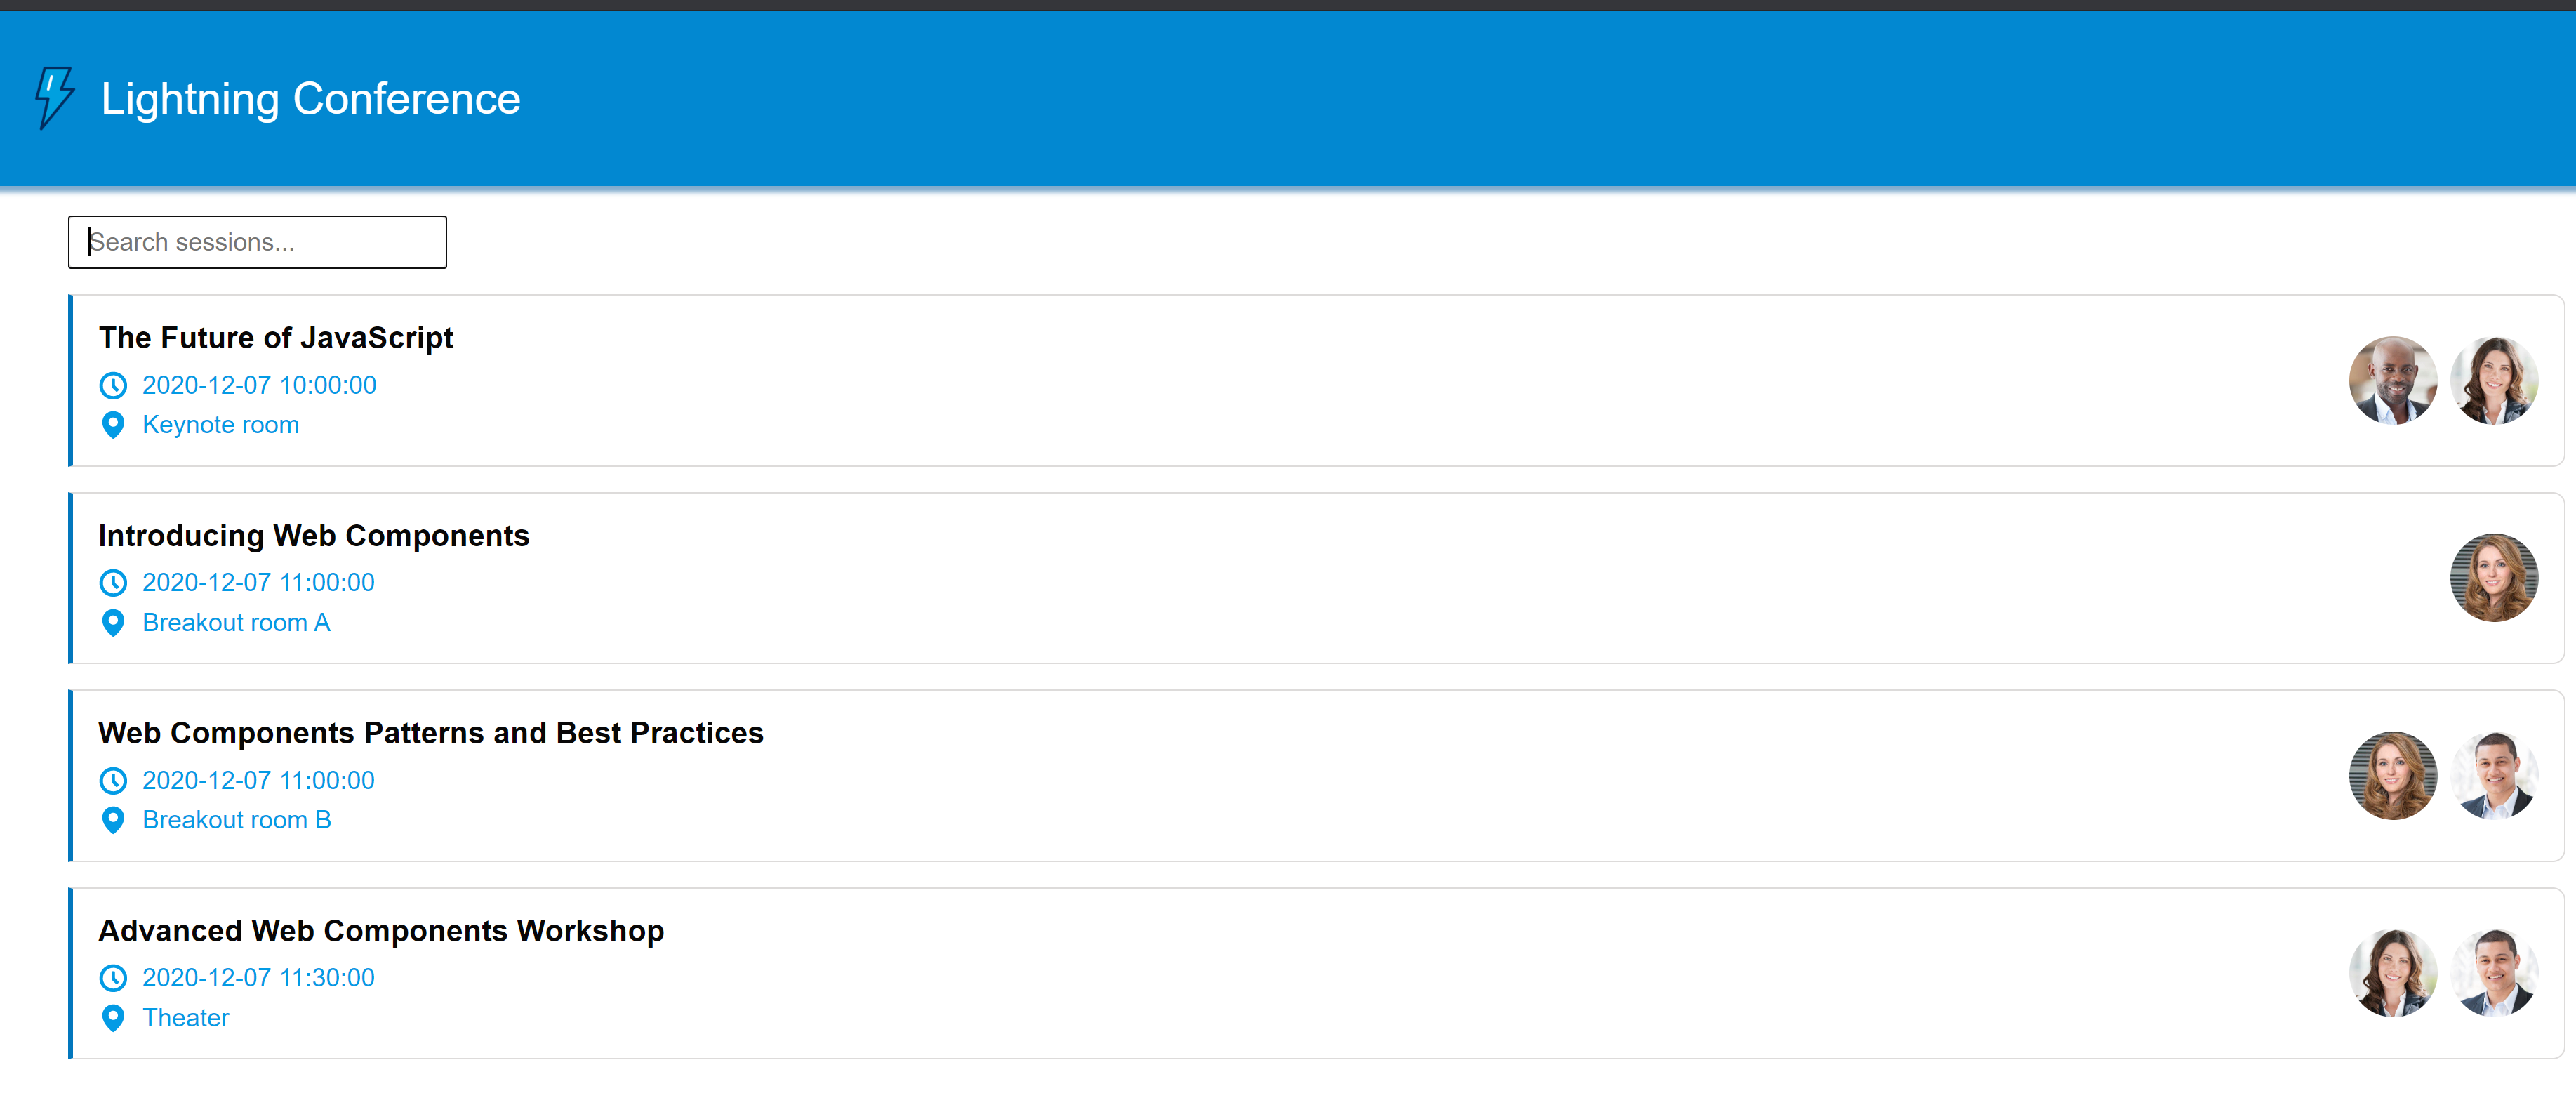 Lightning Conference
Search sessions...
The Future of JavaScript
2020-12-07 10:00:00
Keynote room
Introducing Web Components
2020-12-07 11:00:00
Breakout room A
Web Components Patterns and Best Practices
2020-12-07 11:00:00
Breakout room B
Advanced Web Components Workshop
2020-12-07 11:30:00
Theater